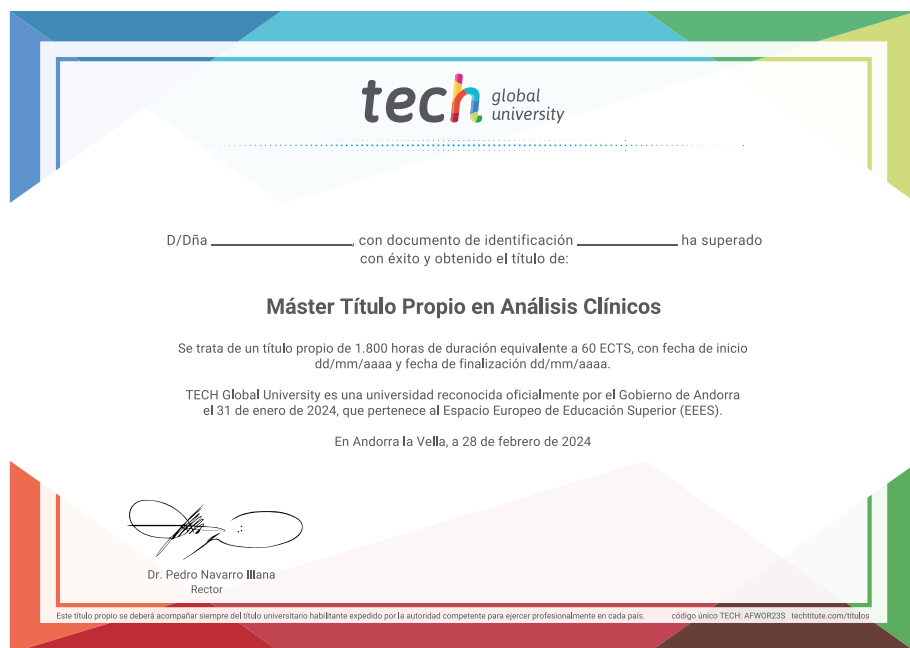 tech global university
D/Dña ____________, con documento de identificación ____________ ha superado
con éxito y obtenido el título de:
Máster Título Propio en Análisis Clínicos
Se trata de un título propio de 1.800 horas de duración equivalente a 60 ECTS, con fecha de inicio
dd/mm/aaaa y fecha de finalización dd/mm/aaaa.
TECH Global University es una universidad reconocida oficialmente por el Gobierno de Andorra
el 31 de enero de 2024, que pertenece al Espacio Europeo de Educación Superior (EEES).
En Andorra la Vella, a 28 de febrero de 2024
Dr. Pedro Navarro Illana
Rector
Este título propio se deberá acompañar siempre del título universitario habilitante expedido por la autoridad competente para ejercer profesionalmente en cada país. código único TECH: AFWOR23S techtitute.com/titulos